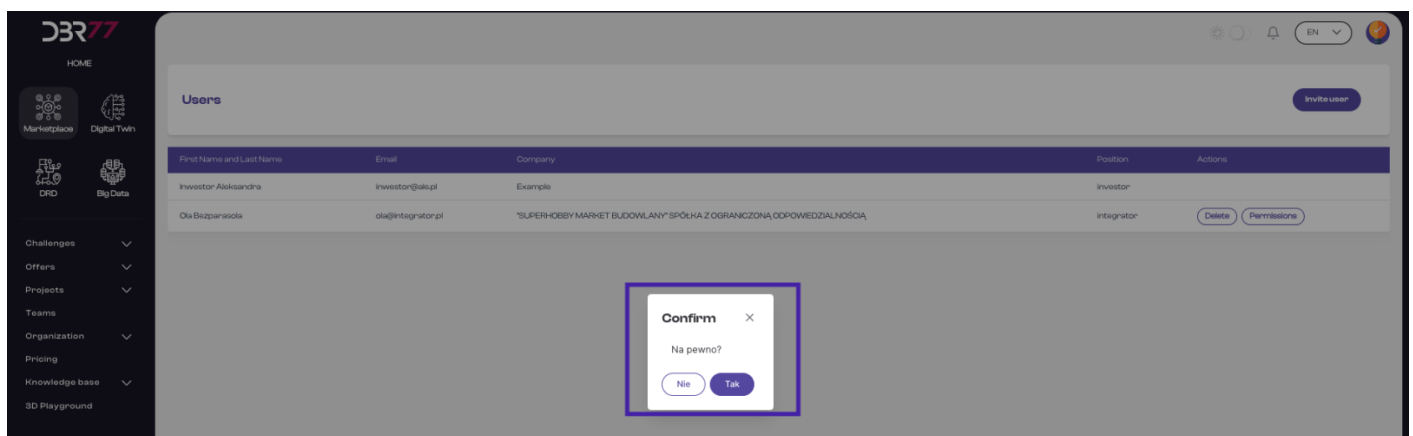 DBR77
HOME
EN
Marketplace
Digital Twin
DRD
Big Data
Challenges
Offers
Projects
Teams
Organization
Pricing
Knowledge base
3D Playground
Users
Invite user
First Name and Last Name Email Company Position Actions
Inwestor Aleksandra inwestor@ale.pl Example investor
Ola Bezparasola ola@integrator.pl "SUPERHOBBY MARKET BUDOWLANY" SPÓŁKA Z OGRANICZONĄ ODPOWIEDZIALNOŚCIĄ integrator Delete Permissions
Confirm
Na pewno?
Nie Tak